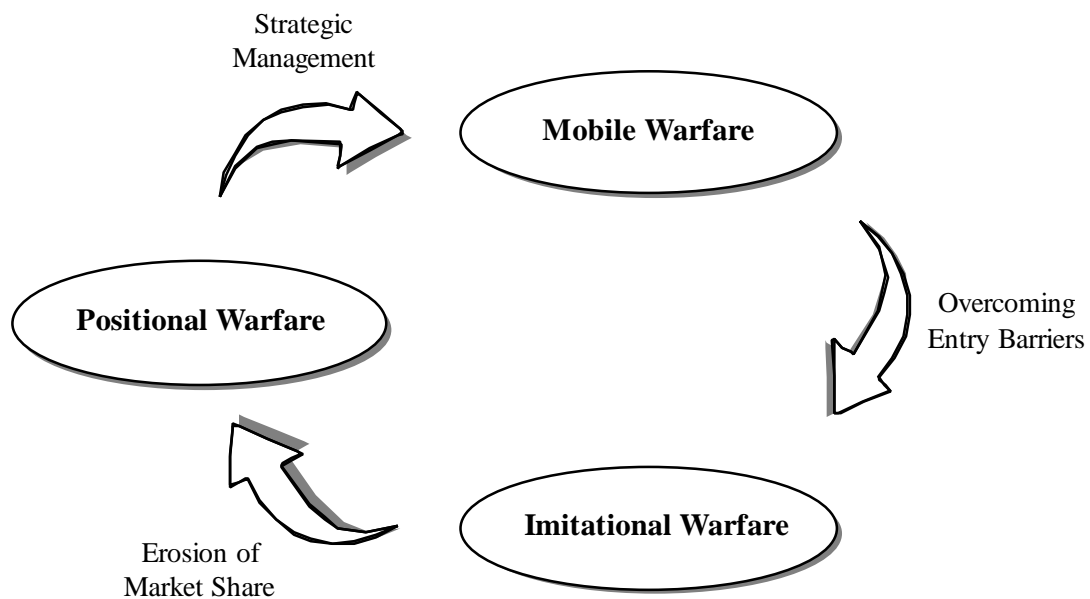 Strategic
Management
Mobile Warfare
Positional Warfare
Overcoming
Entry Barriers
Imitational Warfare
Erosion of
Market Share